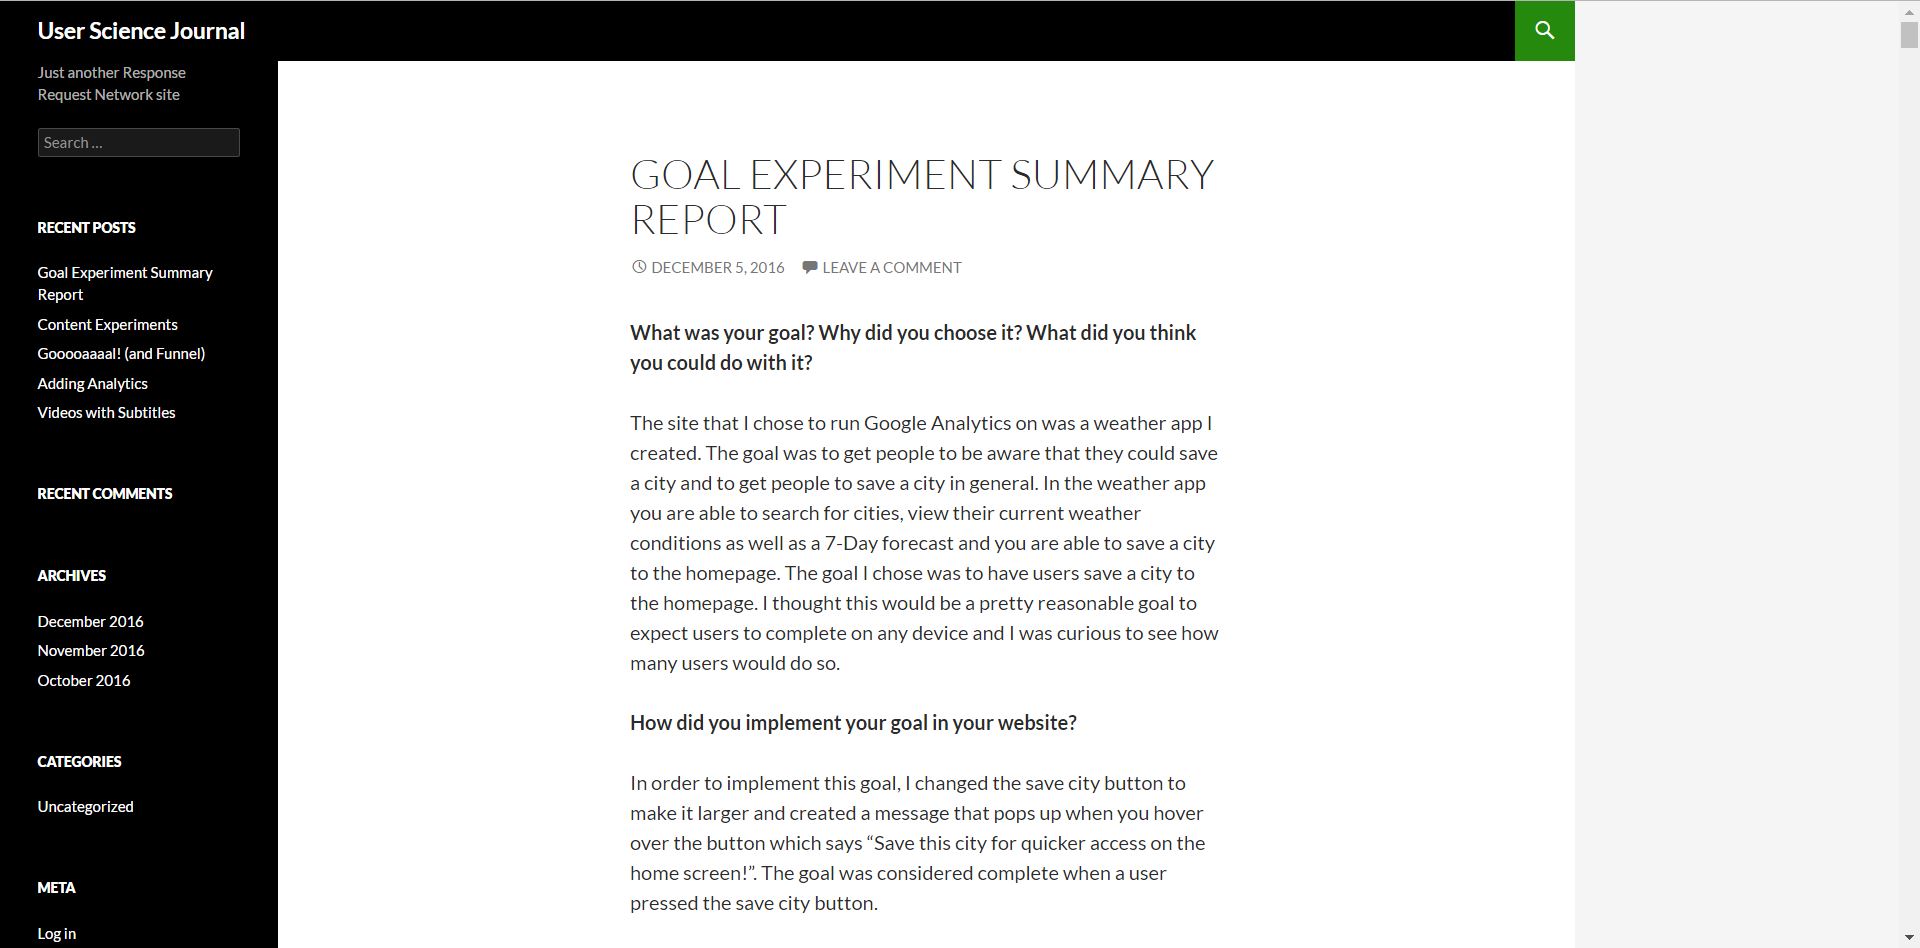 User Science Journal
Just another Response
Request Network site
Search ...
RECENT POSTS
Goal Experiment Summary
Report
Content Experiments
Gooooaaaal! (and Funnel)
Adding Analytics
Videos with Subtitles
RECENT COMMENTS
ARCHIVES
December 2016
November 2016
October 2016
CATEGORIES
Uncategorized
META
Log in
GOAL EXPERIMENT SUMMARY
REPORT
DECEMBER 5, 2016 LEAVE A COMMENT
What was your goal? Why did you choose it? What did you think
you could do with it?
The site that I chose to run Google Analytics on was a weather app I
created. The goal was to get people to be aware that they could save
a city and to get people to save a city in general. In the weather app
you are able to search for cities, view their current weather
conditions as well as a 7-Day forecast and you are able to save a city
to the homepage. The goal I chose was to have users save a city to
the homepage. I thought this would be a pretty reasonable goal to
expect users to complete on any device and I was curious to see how
many users would do so.
How did you implement your goal in your website?
In order to implement this goal, I changed the save city button to
make it larger and created a message that pops up when you hover
over the button which says “Save this city for quicker access on the
home screen!”. The goal was considered complete when a user
pressed the save city button.